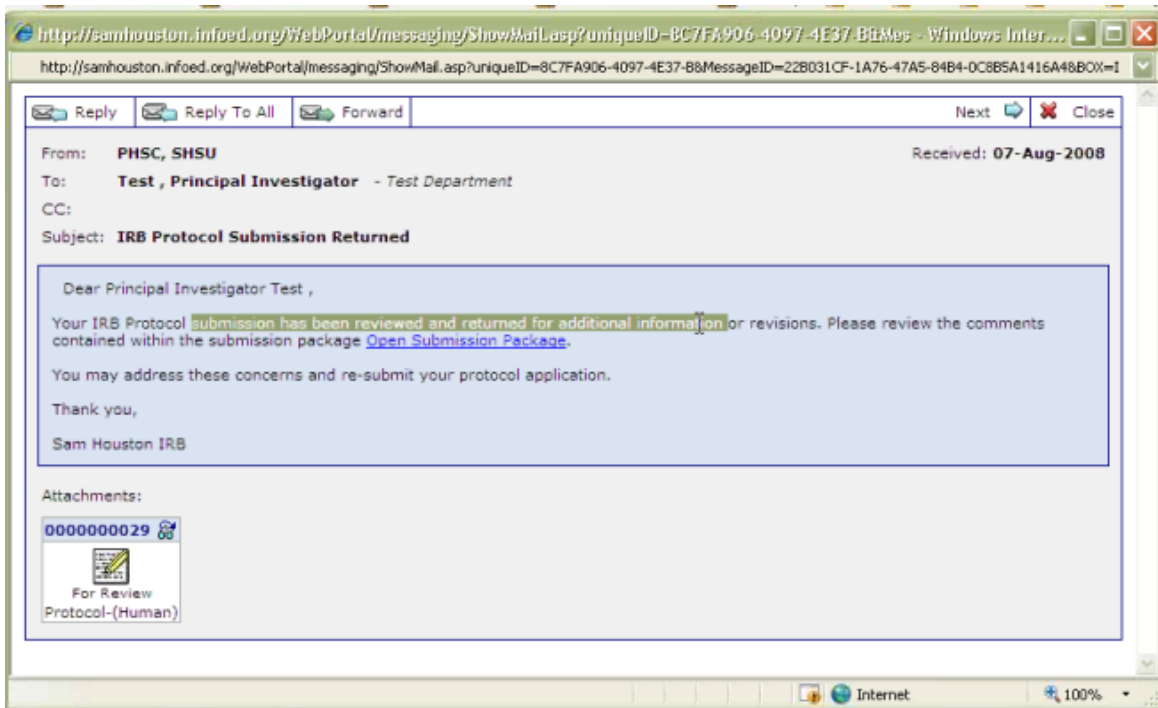 http://samhouston.infoed.org/WebPortal/messaging/ShowMail.asp?uniqueID=8C7FA906-4097-4E37-B&Mes - Windows Inter...
http://samhouston.infoed.org/WebPortal/messaging/ShowMail.asp?uniqueID=8C7FA906-4097-4E37-B&MessageID=22B031CF-1A76-47A5-84B4-0C8B5A1416A4&BOX=I
Reply Reply To All Forward Next Close
From: PHSC, SHSU Received: 07-Aug-2008
To: Test , Principal Investigator - Test Department
CC:
Subject: IRB Protocol Submission Returned
Dear Principal Investigator Test ,
Your IRB Protocol submission has been reviewed and returned for additional information or revisions. Please review the comments
contained within the submission package Open Submission Package.
You may address these concerns and re-submit your protocol application.
Thank you,
Sam Houston IRB
Attachments:
0000000029
For Review
Protocol-(Human)
Internet 100%